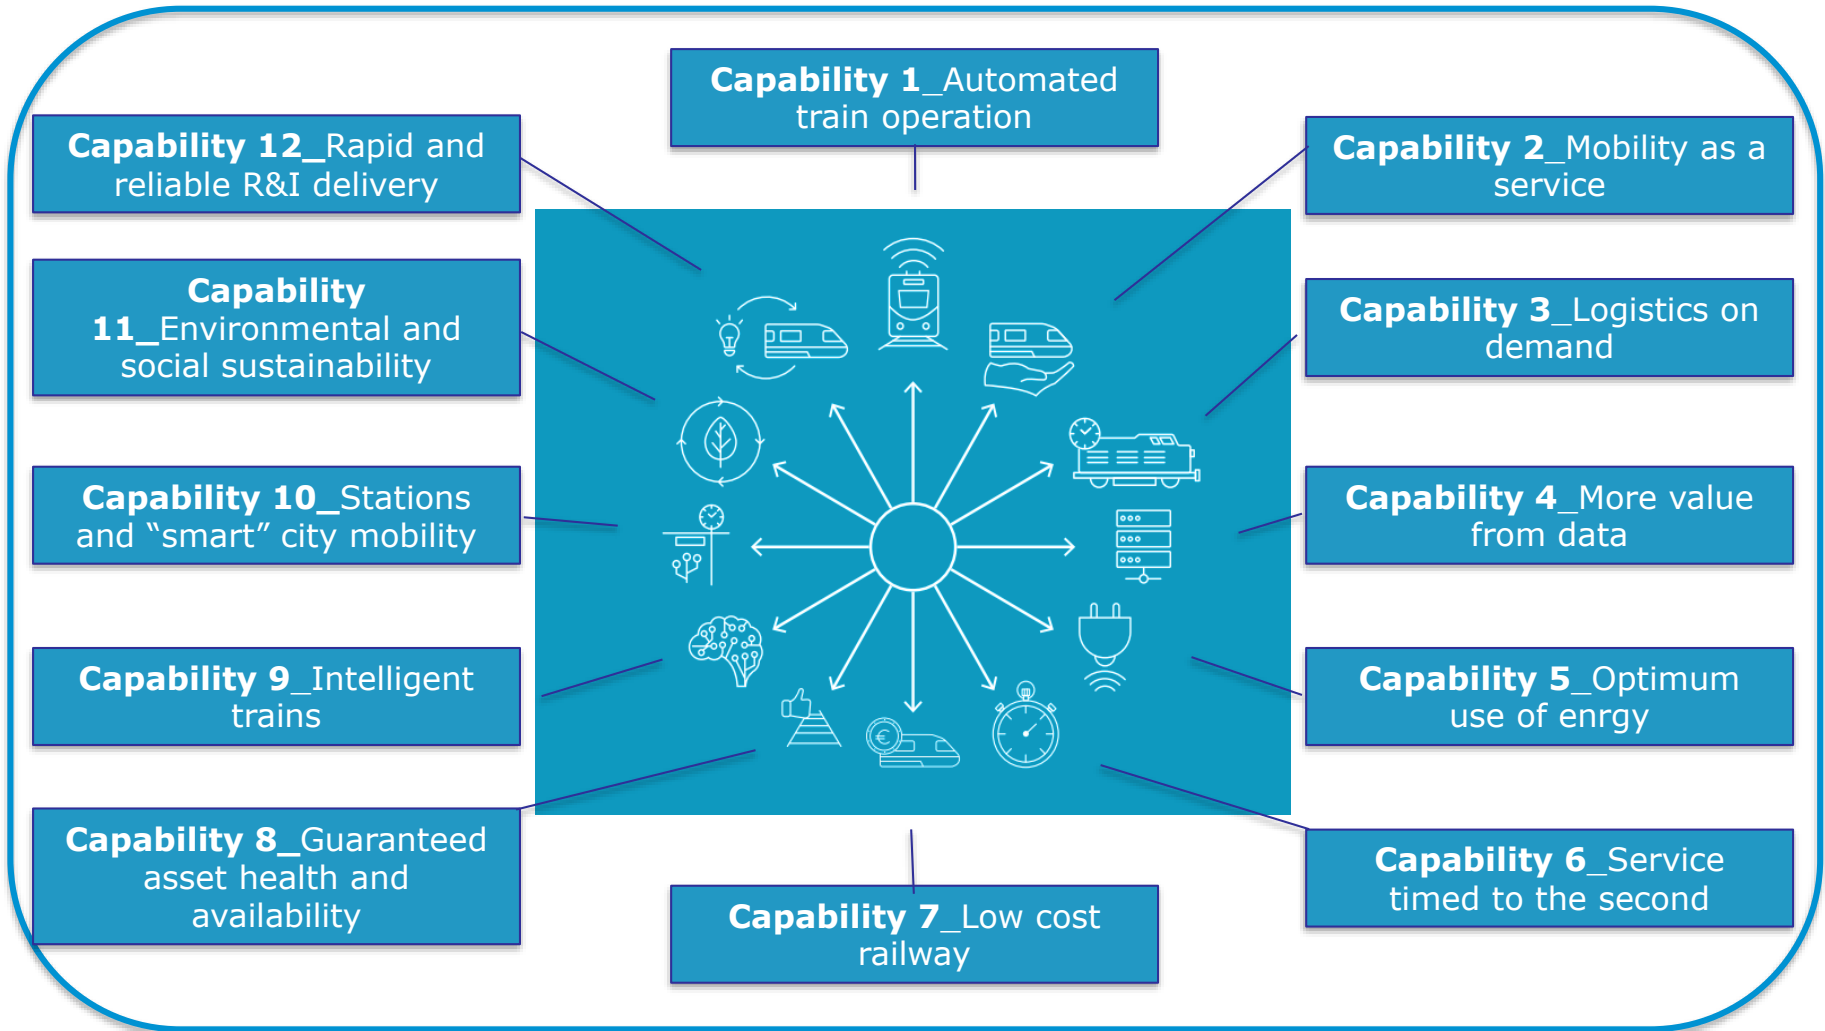 Capability 1_Automated
train operation
Capability 2_Mobility as a
service
Capability 3_Logistics on
demand
Capability 4_More value
from data
Capability 5_Optimum
use of enrgy
Capability 6_Service
timed to the second
Capability 7_Low cost
railway
Capability 8_Guaranteed
asset health and
availability
Capability 9_Intelligent
trains
Capability 10_Stations
and “smart” city mobility
Capability
11_Environmental and
social sustainability
Capability 12_Rapid and
reliable R&I delivery
€